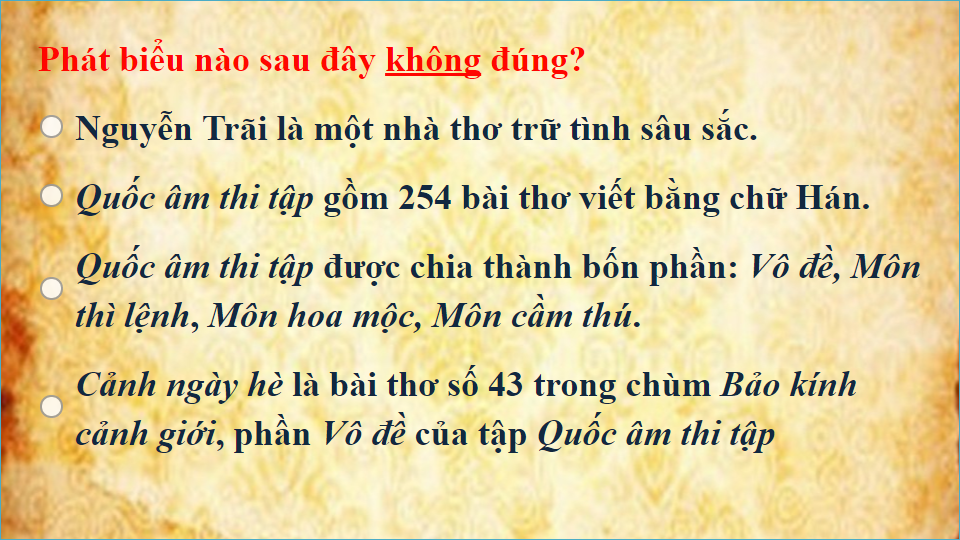 Phát biểu nào sau đây không đúng?
Nguyễn Trãi là một nhà thơ trữ tình sâu sắc.
Quốc âm thi tập gồm 254 bài thơ viết bằng chữ Hán.
Quốc âm thi tập được chia thành bốn phần: Vô đề, Môn
thì lệnh, Môn hoa mộc, Môn cầm thú.
Cảnh ngày hè là bài thơ số 43 trong chùm Bảo kính
cảnh giới, phần Vô đề của tập Quốc âm thi tập